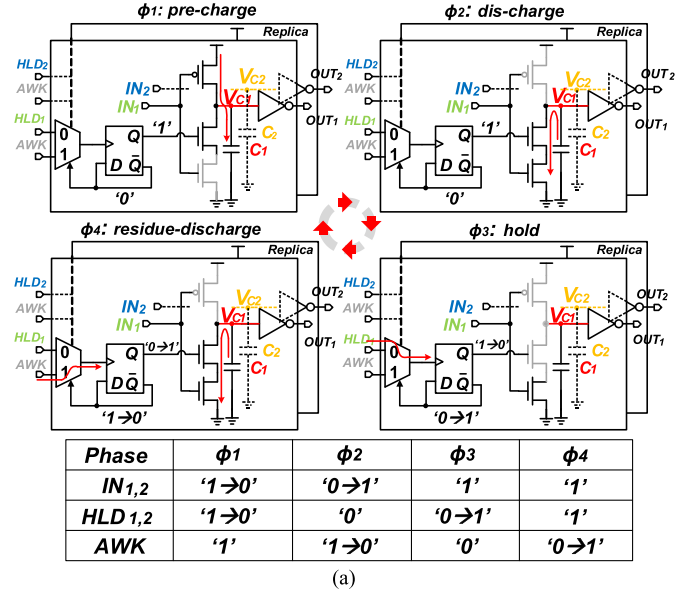 ϕ1: pre-charge
Replica
HLD2
AWK
HLD1
AWK
0
1
Q
D Q̅
'1'
'0'
IN2
IN1
VC2
VC1
C2
C1
OUT2
OUT1
ϕ2: dis-charge
Replica
HLD2
AWK
HLD1
AWK
0
1
Q
D Q̅
'1'
'0'
IN2
IN1
VC2
VC1
C2
C1
OUT2
OUT1
ϕ4: residue-discharge
Replica
HLD2
AWK
HLD1
AWK
0
1
Q
D Q̅
'0→1'
'1→0'
IN2
IN1
VC2
VC1
C2
C1
OUT2
OUT1
ϕ3: hold
Replica
HLD2
AWK
HLD
AWK
0
1
Q
D Q̅
'1→0'
'0→1'
IN2
IN1
VC2
VC1
C2
C1
OUT2
OUT1
Phase ϕ1 ϕ2 ϕ3 ϕ4
IN1,2 '1→0' '0→1' '1' '1'
HLD1,2 '1→0' '0' '0→1' '1'
AWK '1' '1→0' '0' '0→1'
(a)